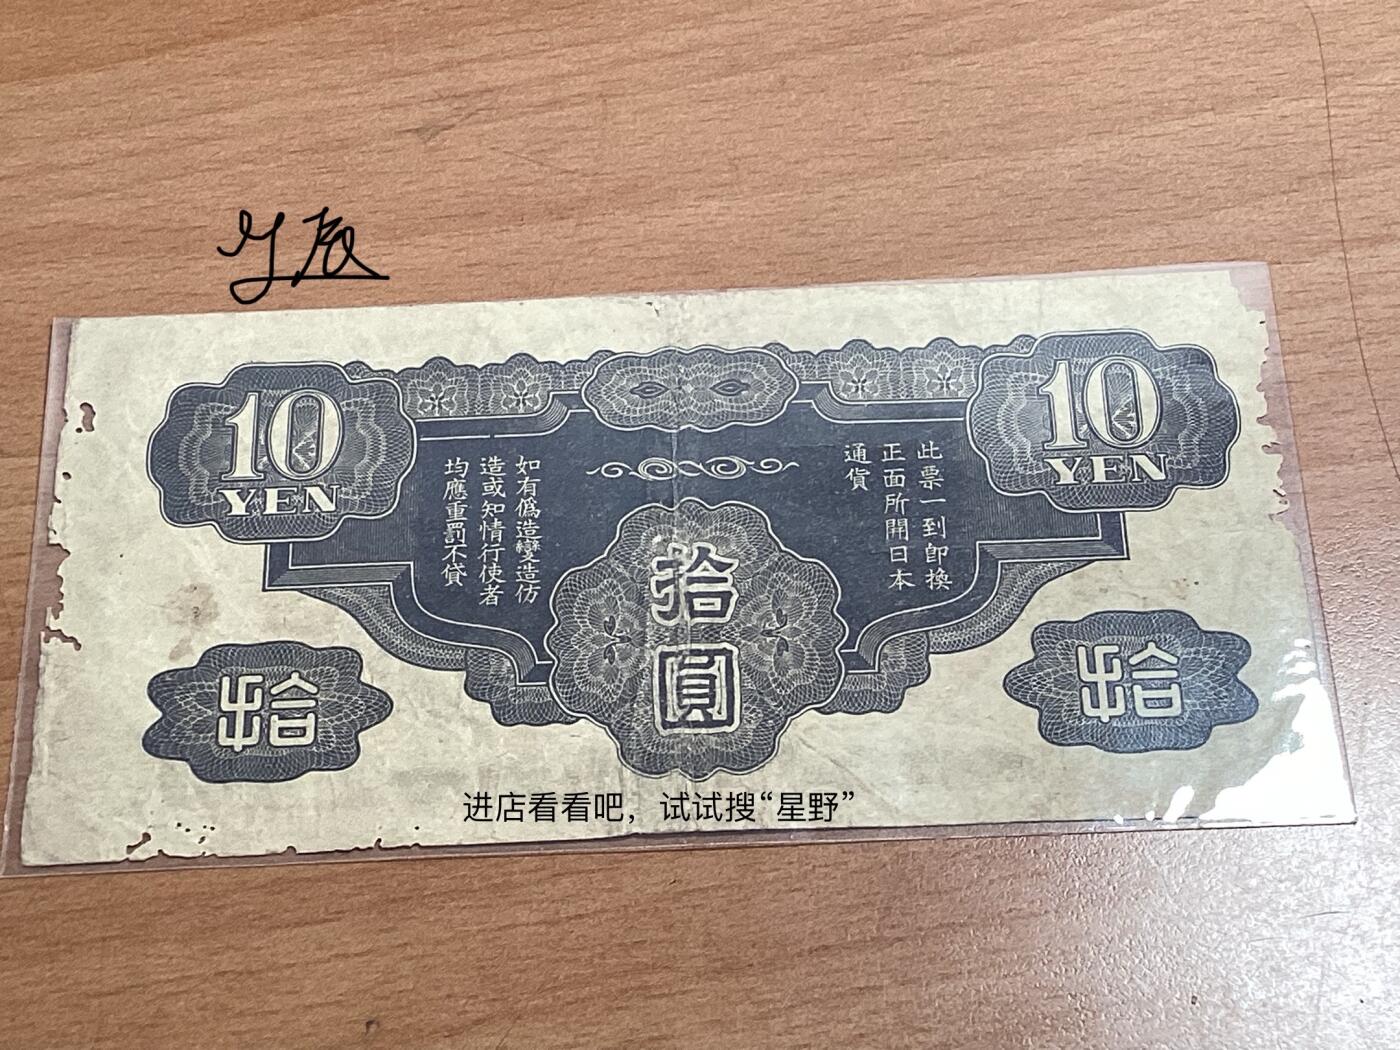 10
YEN
10
YEN
此票一到即換
正面所開日本
通貨
如有僞造變造仿
造或知情行使者
均應重罰不貸
拾
圓
拾
拾
进店看看吧，试试搜“星野”